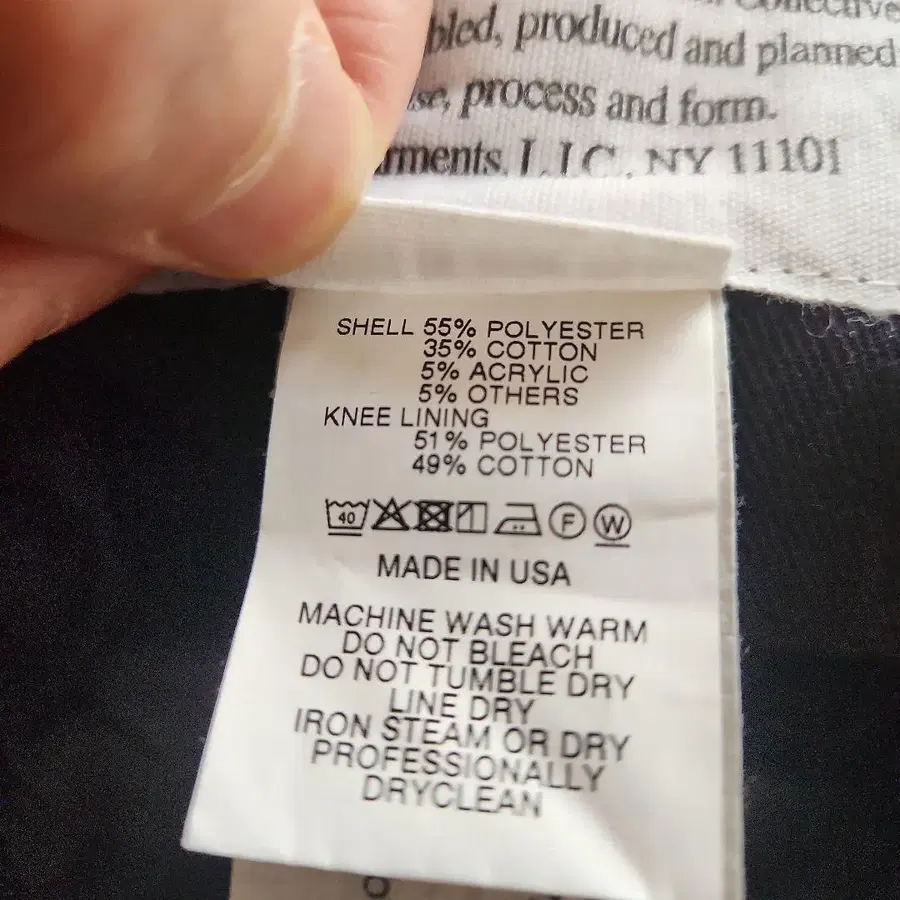 Collective
produced and planned
process and form.
L.I.C., NY 11101
SHELL 55% POLYESTER
35% COTTON
5% ACRYLIC
5% OTHERS
KNEE LINING
51% POLYESTER
49% COTTON
40 F W
MADE IN USA
MACHINE WASH WARM
DO NOT BLEACH
DO NOT TUMBLE DRY
LINE DRY
IRON STEAM OR DRY
PROFESSIONALLY
DRYCLEAN